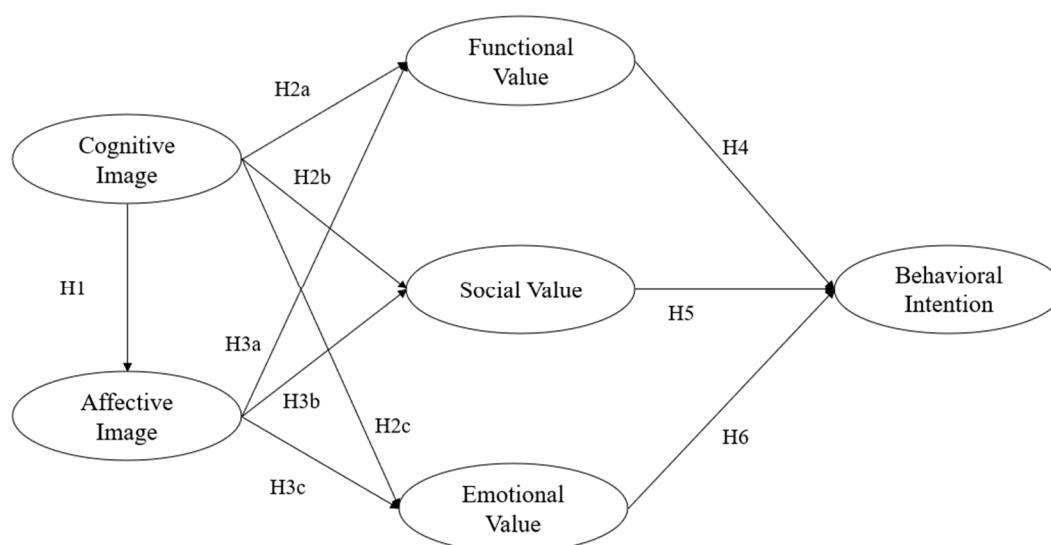 Functional
Value
H2a
Cognitive
Image
H4
H2b
Social Value
Behavioral
Intention
H1
H5
H3a
Affective
Image
H3b
H2c
H6
H3c
Emotional
Value